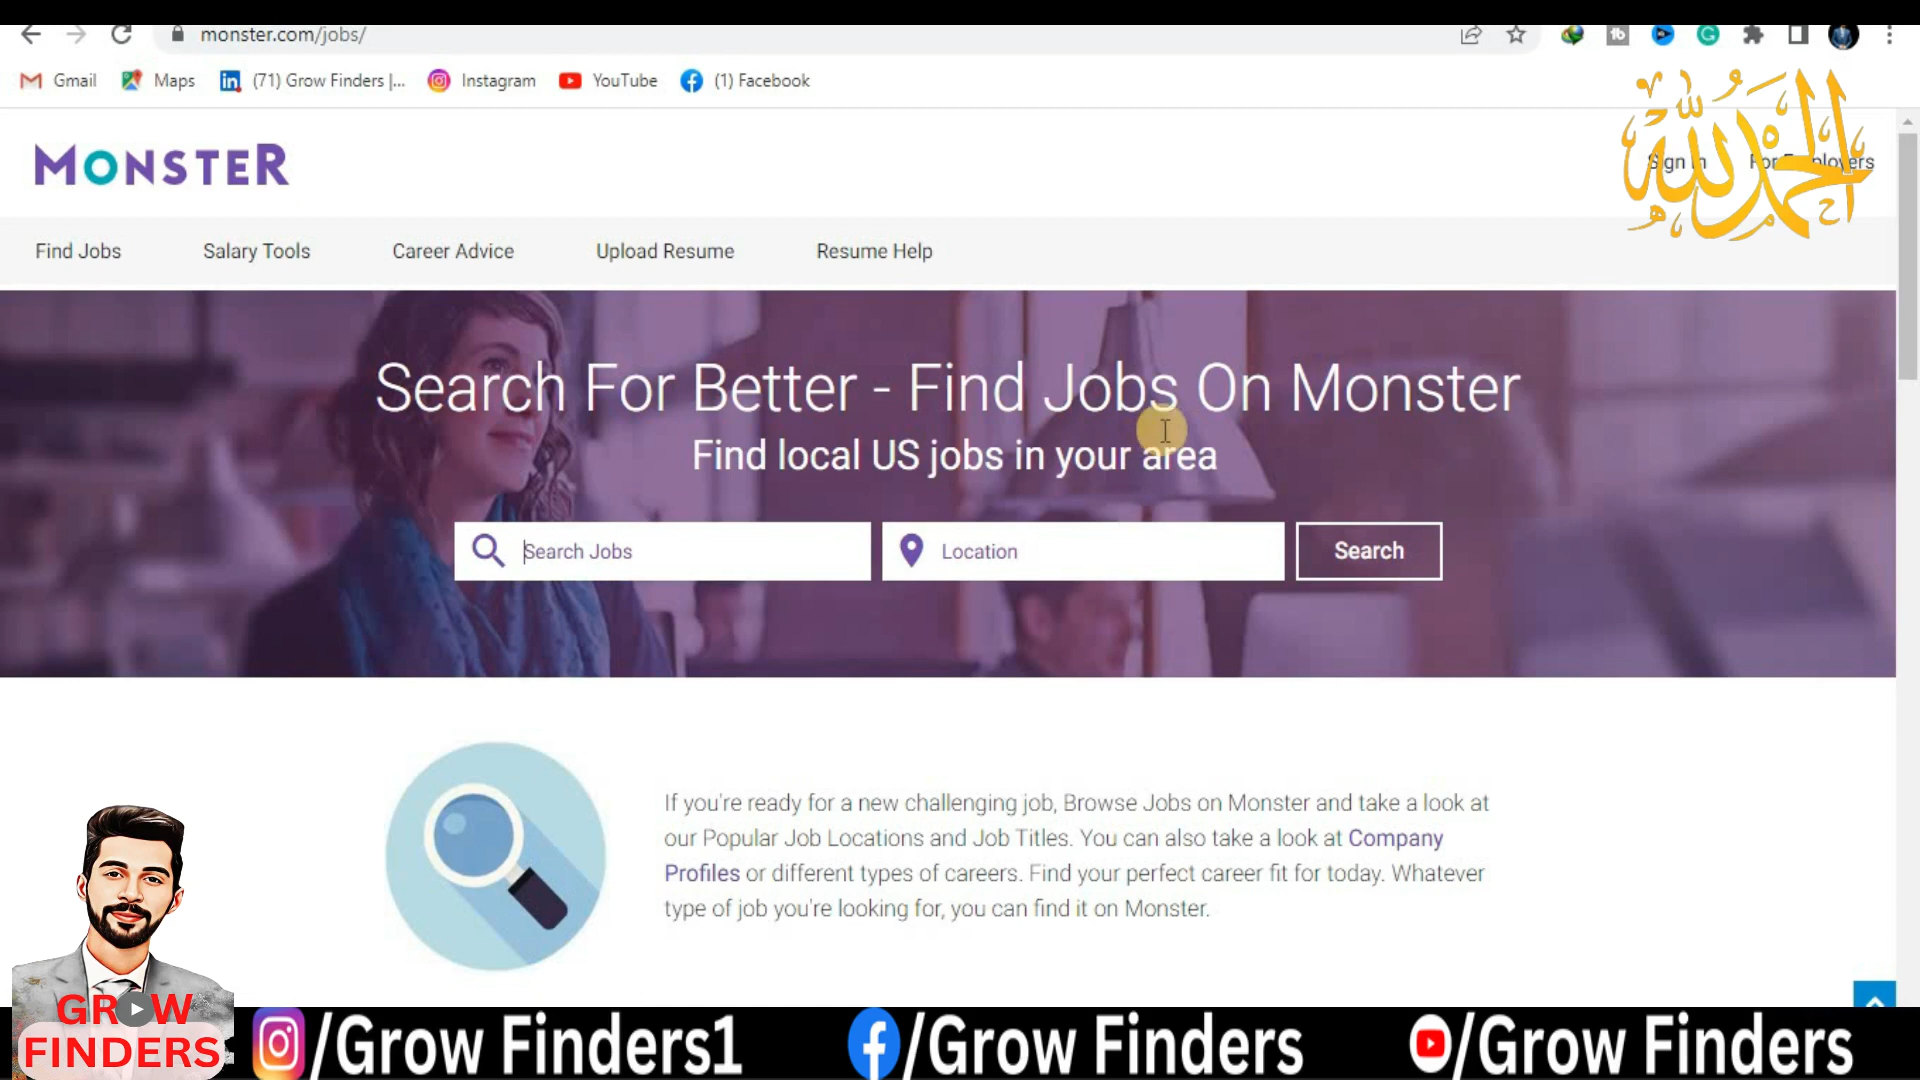 monster.com/jobs/
Gmail Maps (71) Grow Finders |... Instagram YouTube (1) Facebook
MONSTER
الحمد لله
Sign In For Employers
Find Jobs Salary Tools Career Advice Upload Resume Resume Help
Search For Better - Find Jobs On Monster
Find local US jobs in your area
Search Jobs Location Search
If you're ready for a new challenging job, Browse Jobs on Monster and take a look at
our Popular Job Locations and Job Titles. You can also take a look at Company
Profiles or different types of careers. Find your perfect career fit for today. Whatever
type of job you're looking for, you can find it on Monster.
GROW
FINDERS
/Grow Finders1 /Grow Finders /Grow Finders